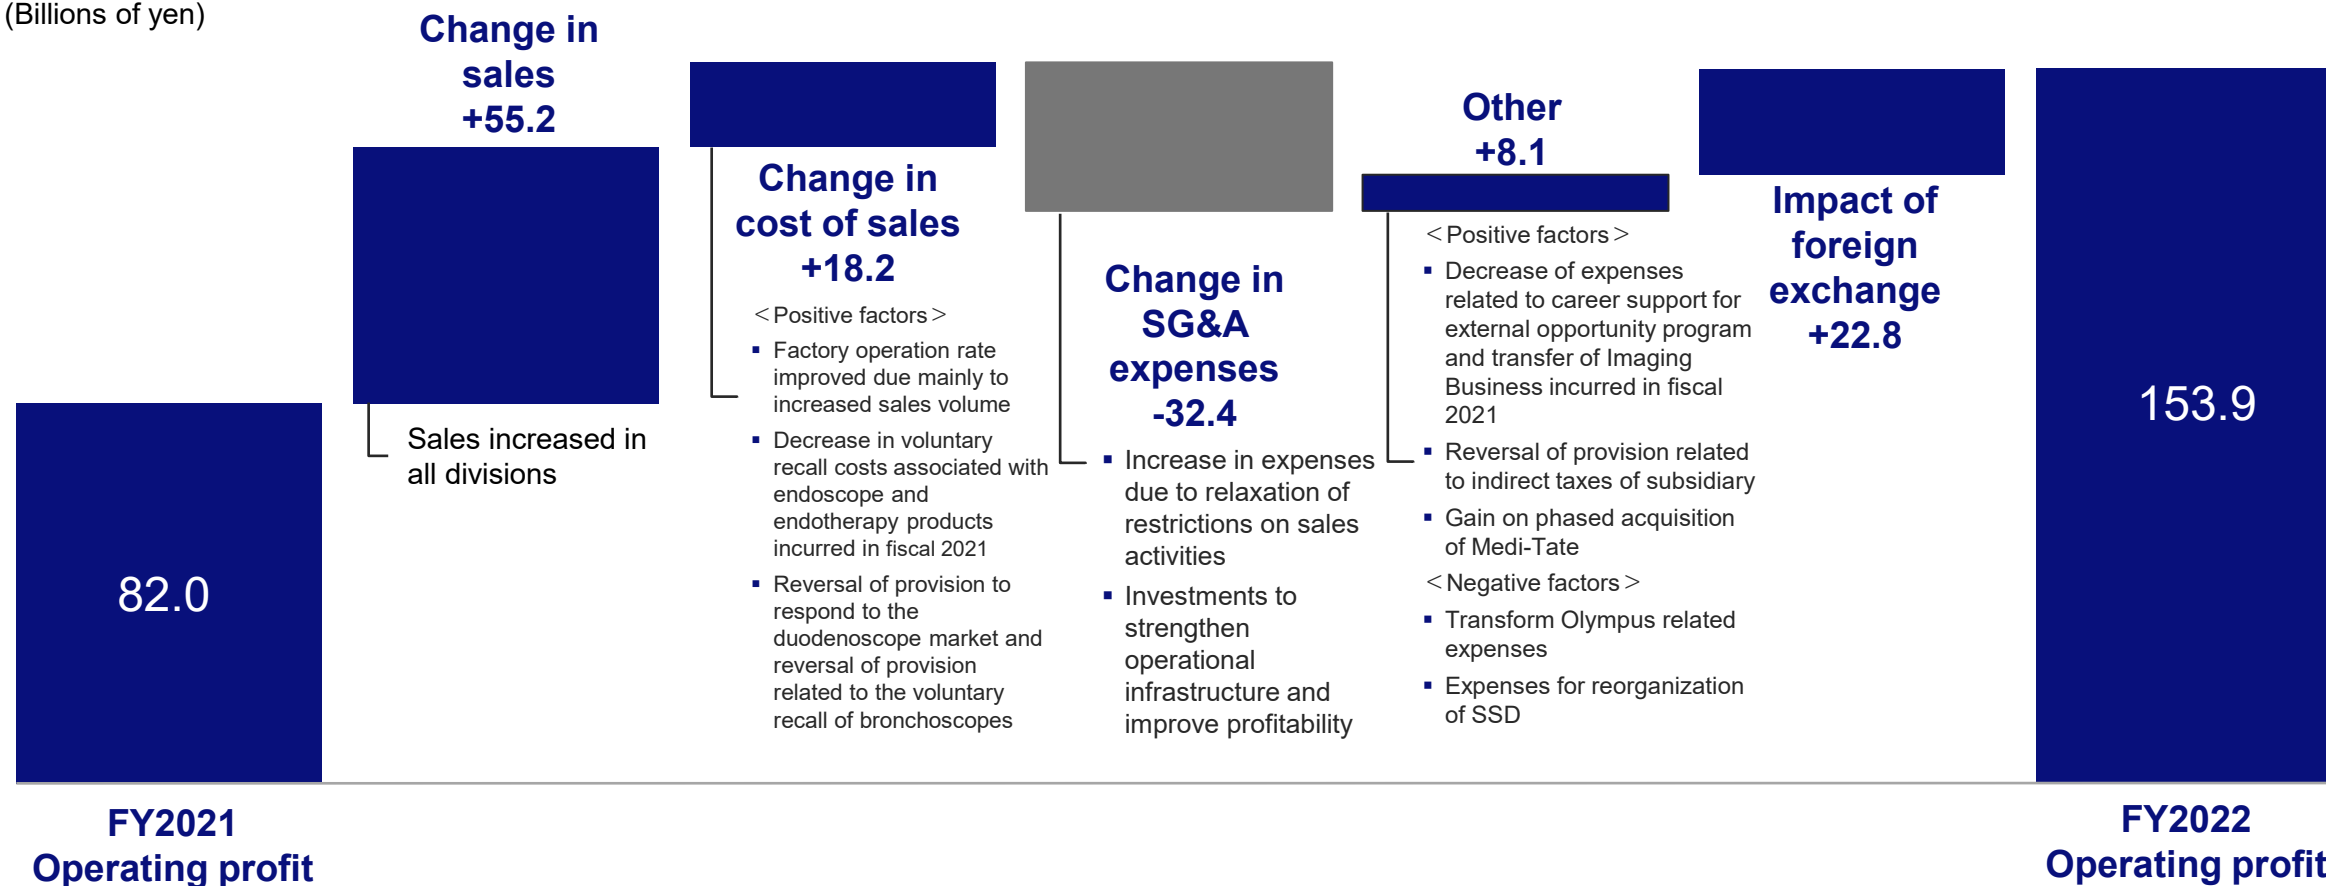 (Billions of yen)
Change in
sales
+55.2
Sales increased in
all divisions
Change in
cost of sales
+18.2
＜Positive factors＞
▪ Factory operation rate
improved due mainly to
increased sales volume
▪ Decrease in voluntary
recall costs associated with
endoscope and
endotherapy products
incurred in fiscal 2021
▪ Reversal of provision to
respond to the
duodenoscope market and
reversal of provision
related to the voluntary
recall of bronchoscopes
Change in
SG&A
expenses
-32.4
▪ Increase in expenses
due to relaxation of
restrictions on sales
activities
▪ Investments to
strengthen
operational
infrastructure and
improve profitability
Other
+8.1
＜Positive factors＞
▪ Decrease of expenses
related to career support for
external opportunity program
and transfer of Imaging
Business incurred in fiscal
2021
▪ Reversal of provision related
to indirect taxes of subsidiary
▪ Gain on phased acquisition
of Medi-Tate
＜Negative factors＞
▪ Transform Olympus related
expenses
▪ Expenses for reorganization
of SSD
Impact of
foreign
exchange
+22.8
82.0
153.9
FY2021
Operating profit
FY2022
Operating profit